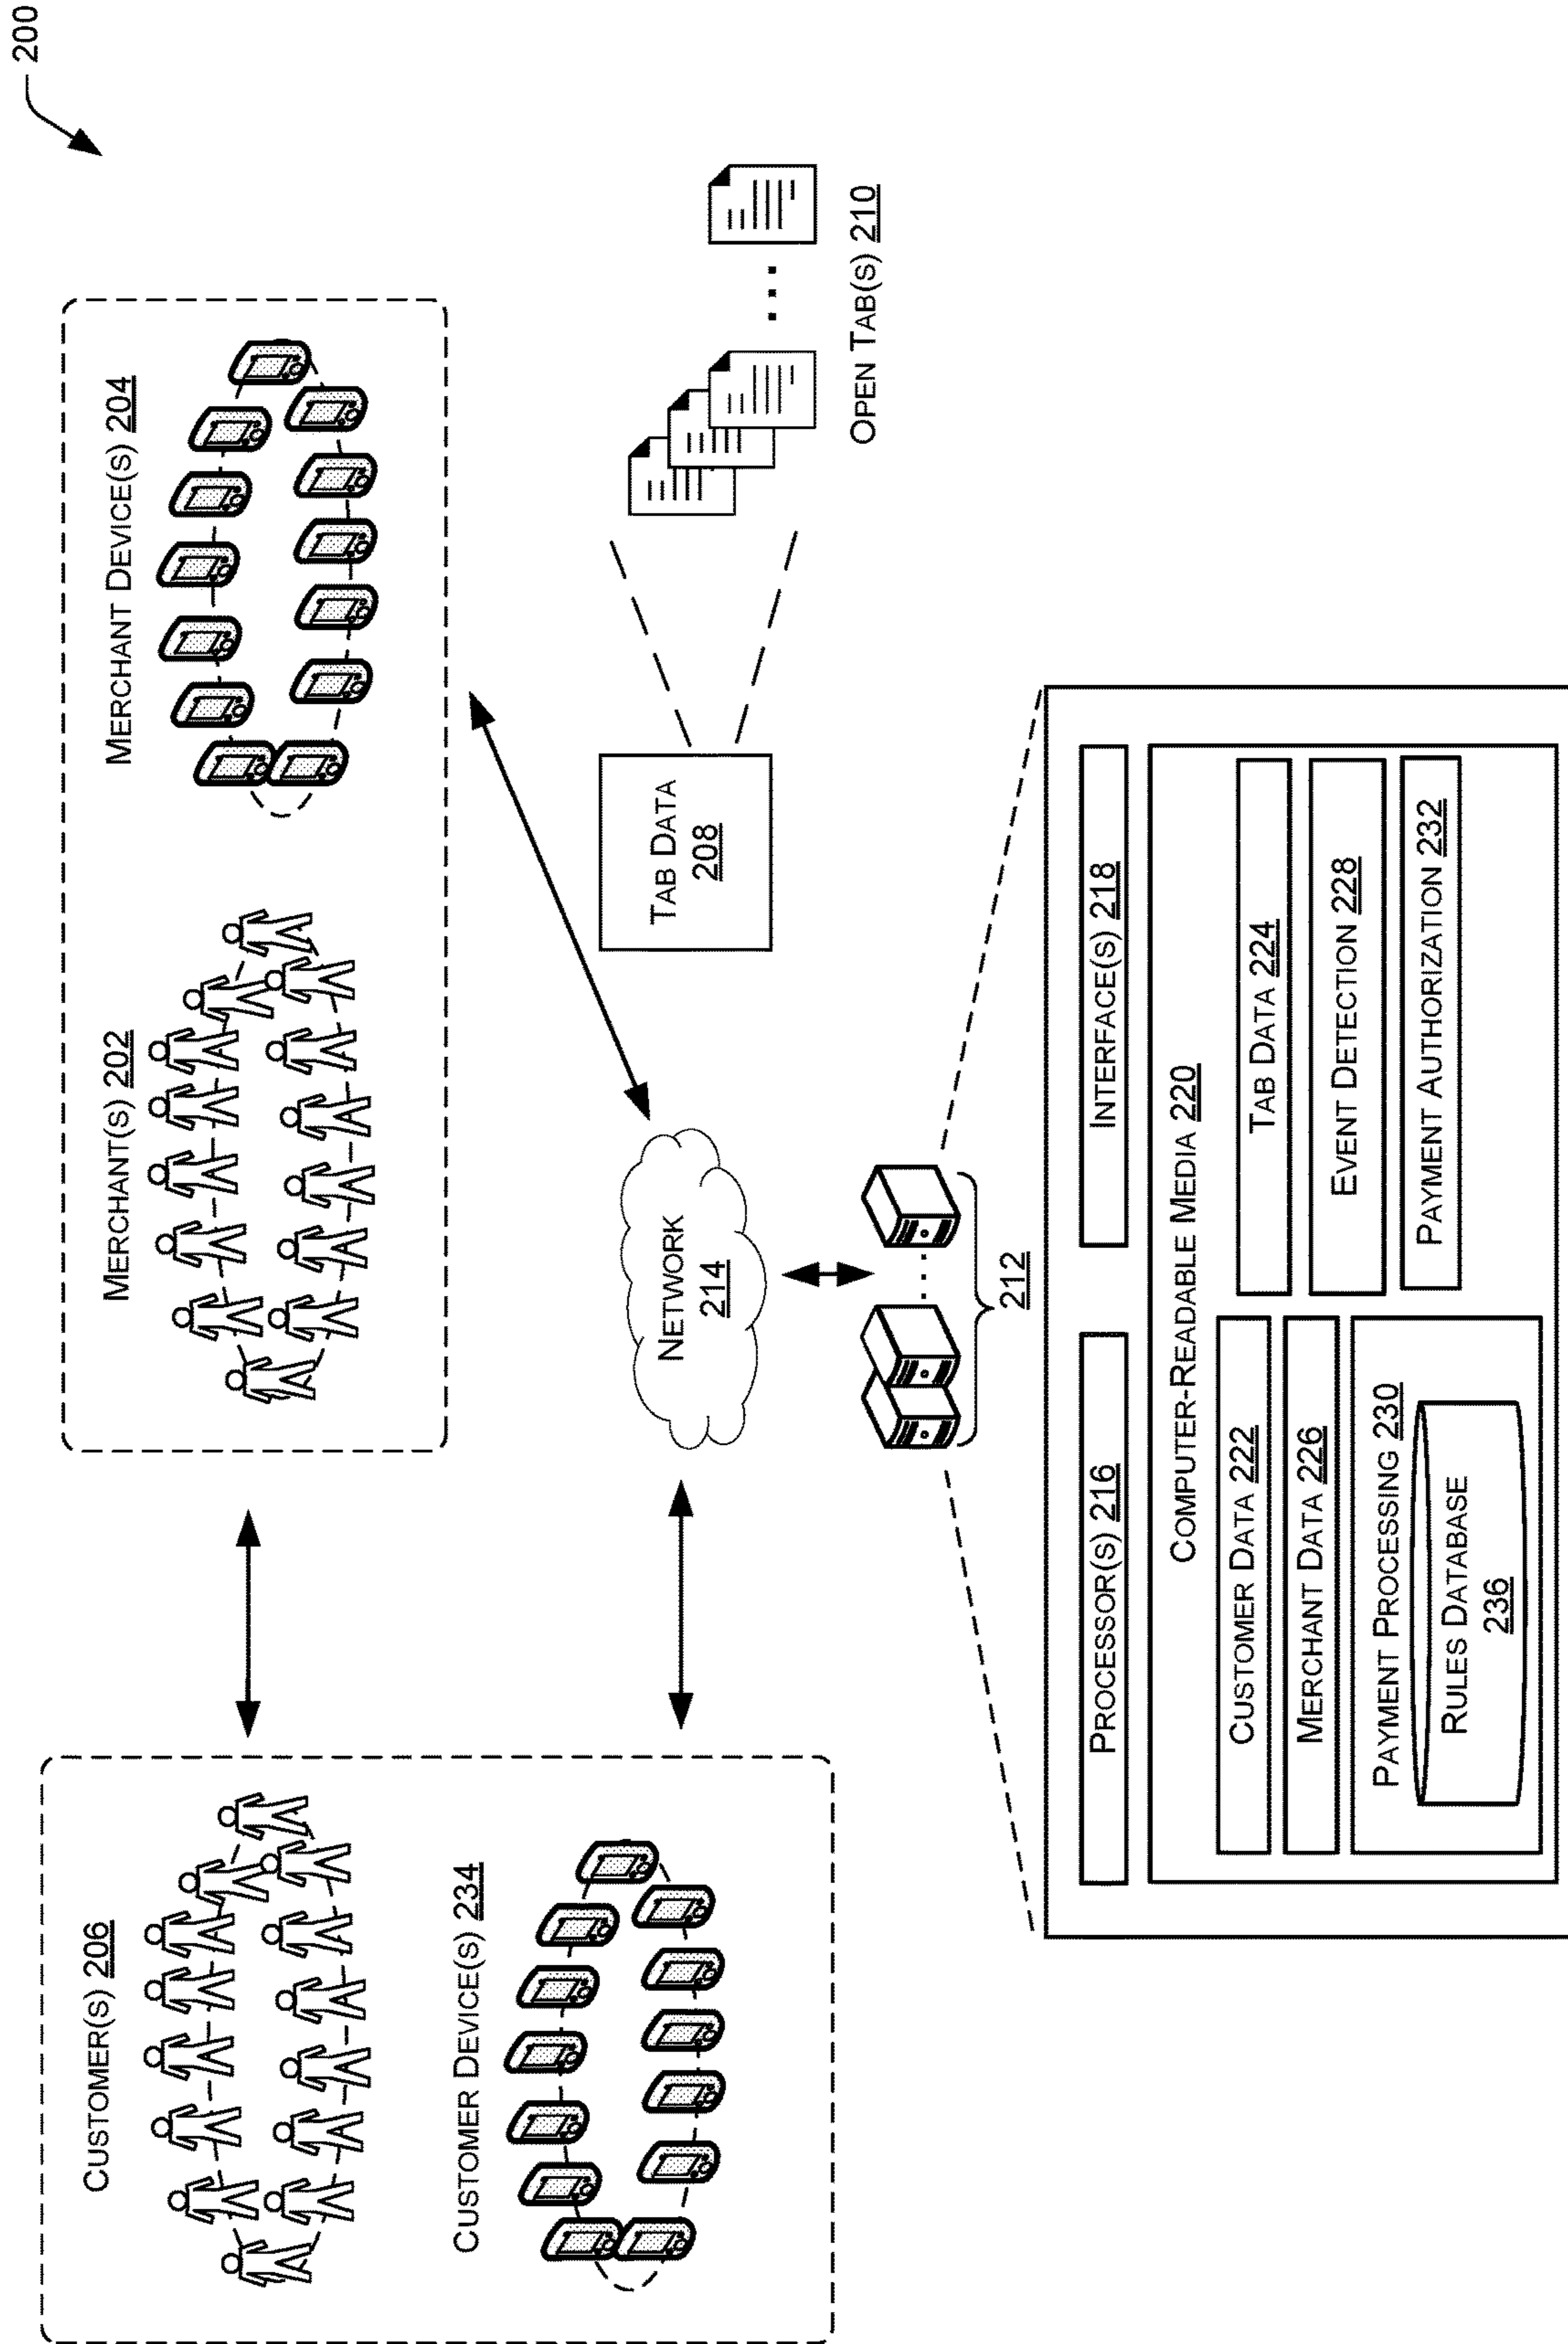 200
CUSTOMER(S) 206
CUSTOMER DEVICE(S) 234
MERCHANT(S) 202
MERCHANT DEVICE(S) 204
NETWORK
214
TAB DATA
208
OPEN TAB(S) 210
212
PROCESSOR(S) 216
INTERFACE(S) 218
COMPUTER-READABLE MEDIA 220
CUSTOMER DATA 222
MERCHANT DATA 226
PAYMENT PROCESSING 230
RULES DATABASE
236
TAB DATA 224
EVENT DETECTION 228
PAYMENT AUTHORIZATION 232